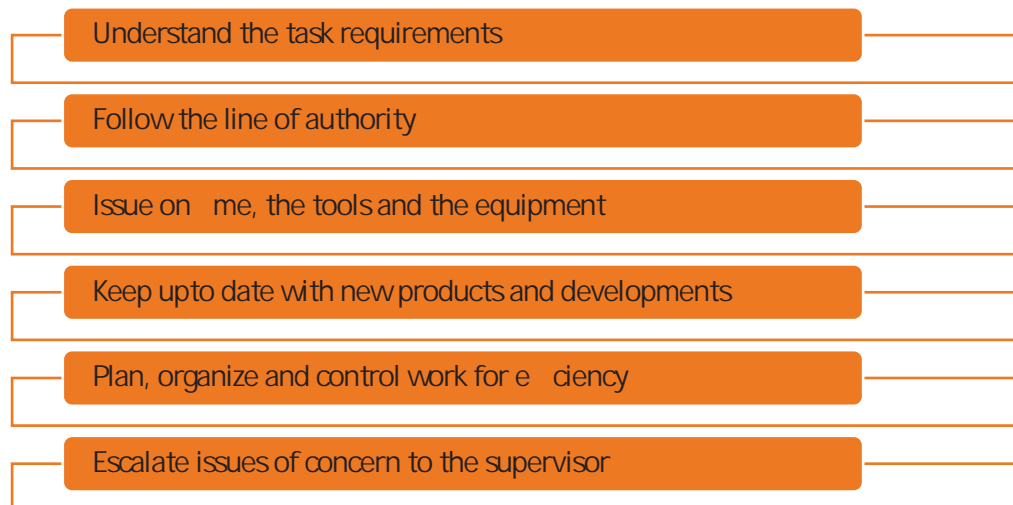 Understand the task requirements
Follow the line of authority
Issue on me, the tools and the equipment
Keep upto date with new products and developments
Plan, organize and control work for e ciency
Escalate issues of concern to the supervisor